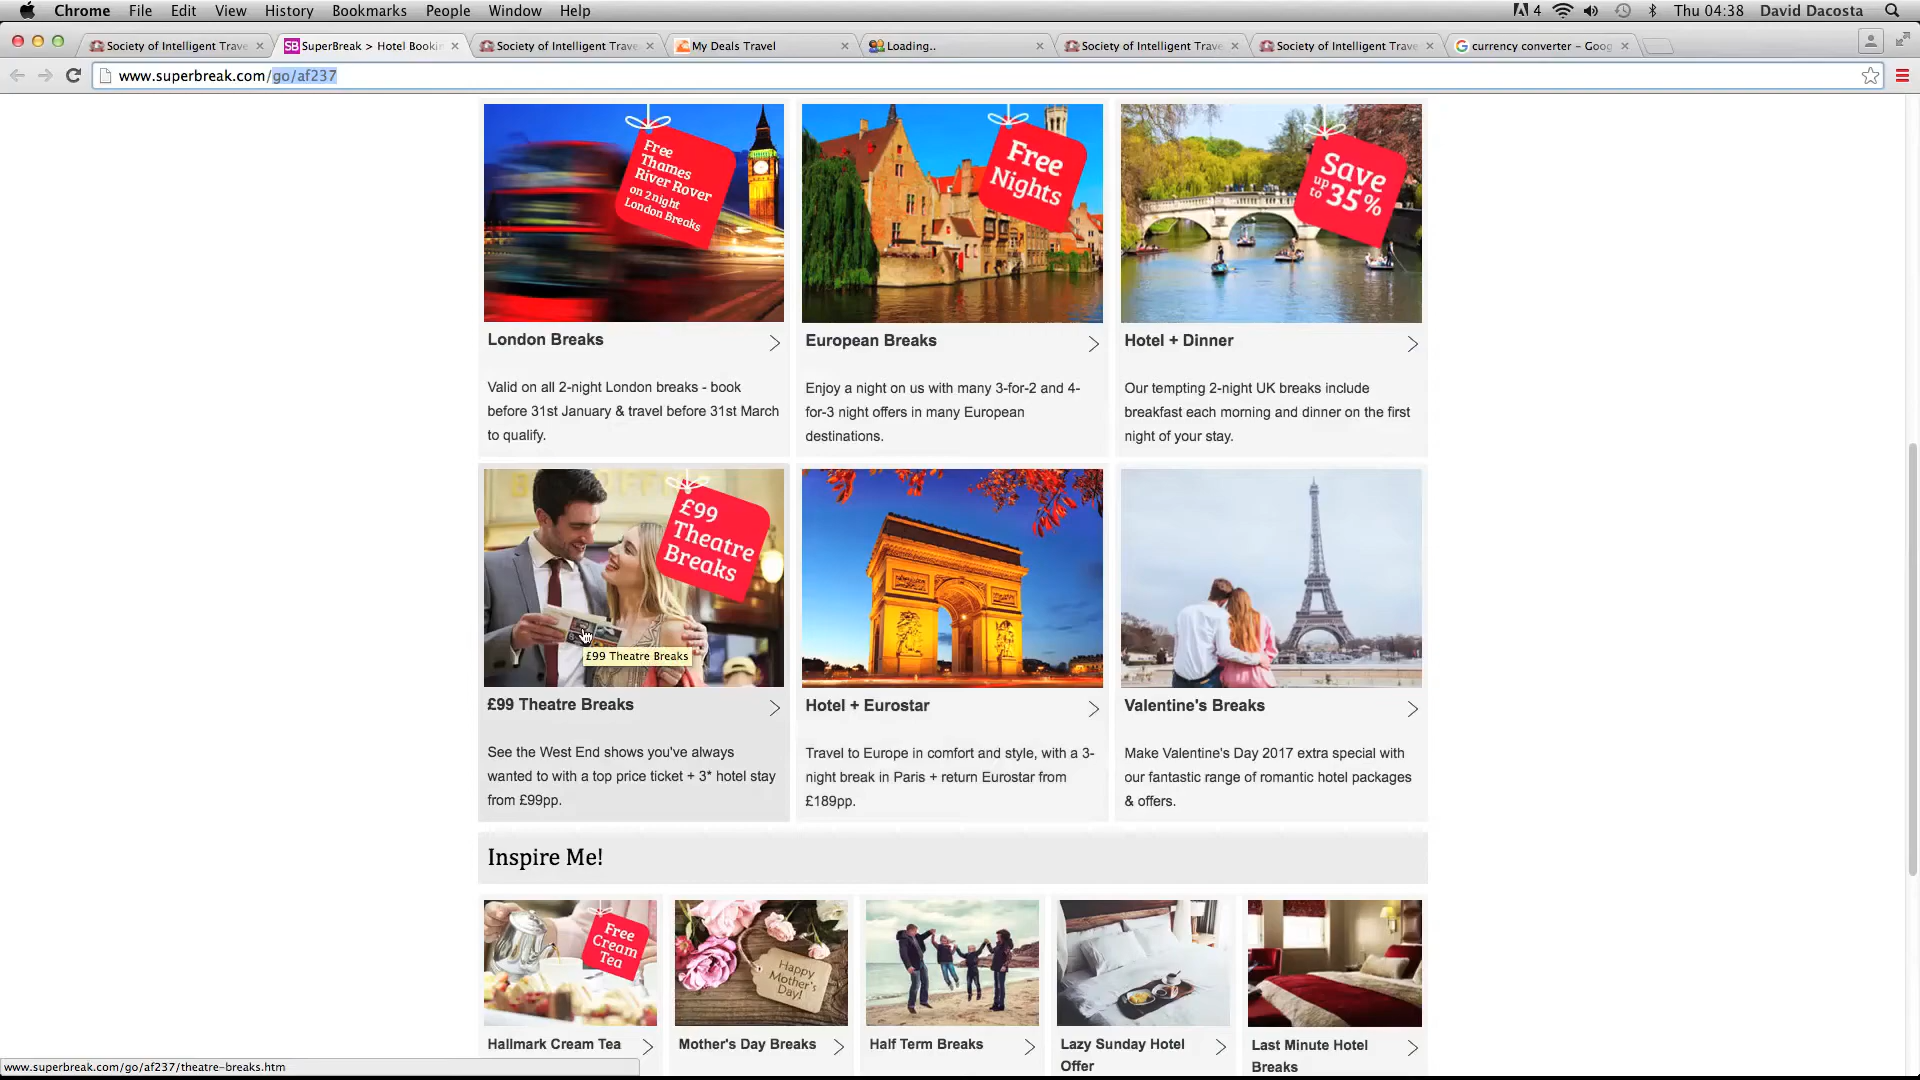 Chrome File Edit View History Bookmarks People Window Help
4 Thu 04:38 David Dacosta
Society of Intelligent Trave
SuperBreak > Hotel Bookin
Society of Intelligent Trave
My Deals Travel
Loading..
Society of Intelligent Trave
Society of Intelligent Trave
currency converter – Goog
www.superbreak.com/go/af237
Free
Thames
River Rover
on 2night
London Breaks
Free
Nights
Save
up to 35%
London Breaks
Valid on all 2-night London breaks - book
before 31st January & travel before 31st March
to qualify.
European Breaks
Enjoy a night on us with many 3-for-2 and 4-
for-3 night offers in many European
destinations.
Hotel + Dinner
Our tempting 2-night UK breaks include
breakfast each morning and dinner on the first
night of your stay.
£99
Theatre
Breaks
£99 Theatre Breaks
£99 Theatre Breaks
See the West End shows you've always
wanted to with a top price ticket + 3* hotel stay
from £99pp.
Hotel + Eurostar
Travel to Europe in comfort and style, with a 3-
night break in Paris + return Eurostar from
£189pp.
Valentine's Breaks
Make Valentine's Day 2017 extra special with
our fantastic range of romantic hotel packages
& offers.
Inspire Me!
Free
Cream
Tea
Happy
Mother's
Day!
Hallmark Cream Tea
Mother's Day Breaks
Half Term Breaks
Lazy Sunday Hotel
Offer
Last Minute Hotel
Breaks
www.superbreak.com/go/af237/theatre-breaks.htm